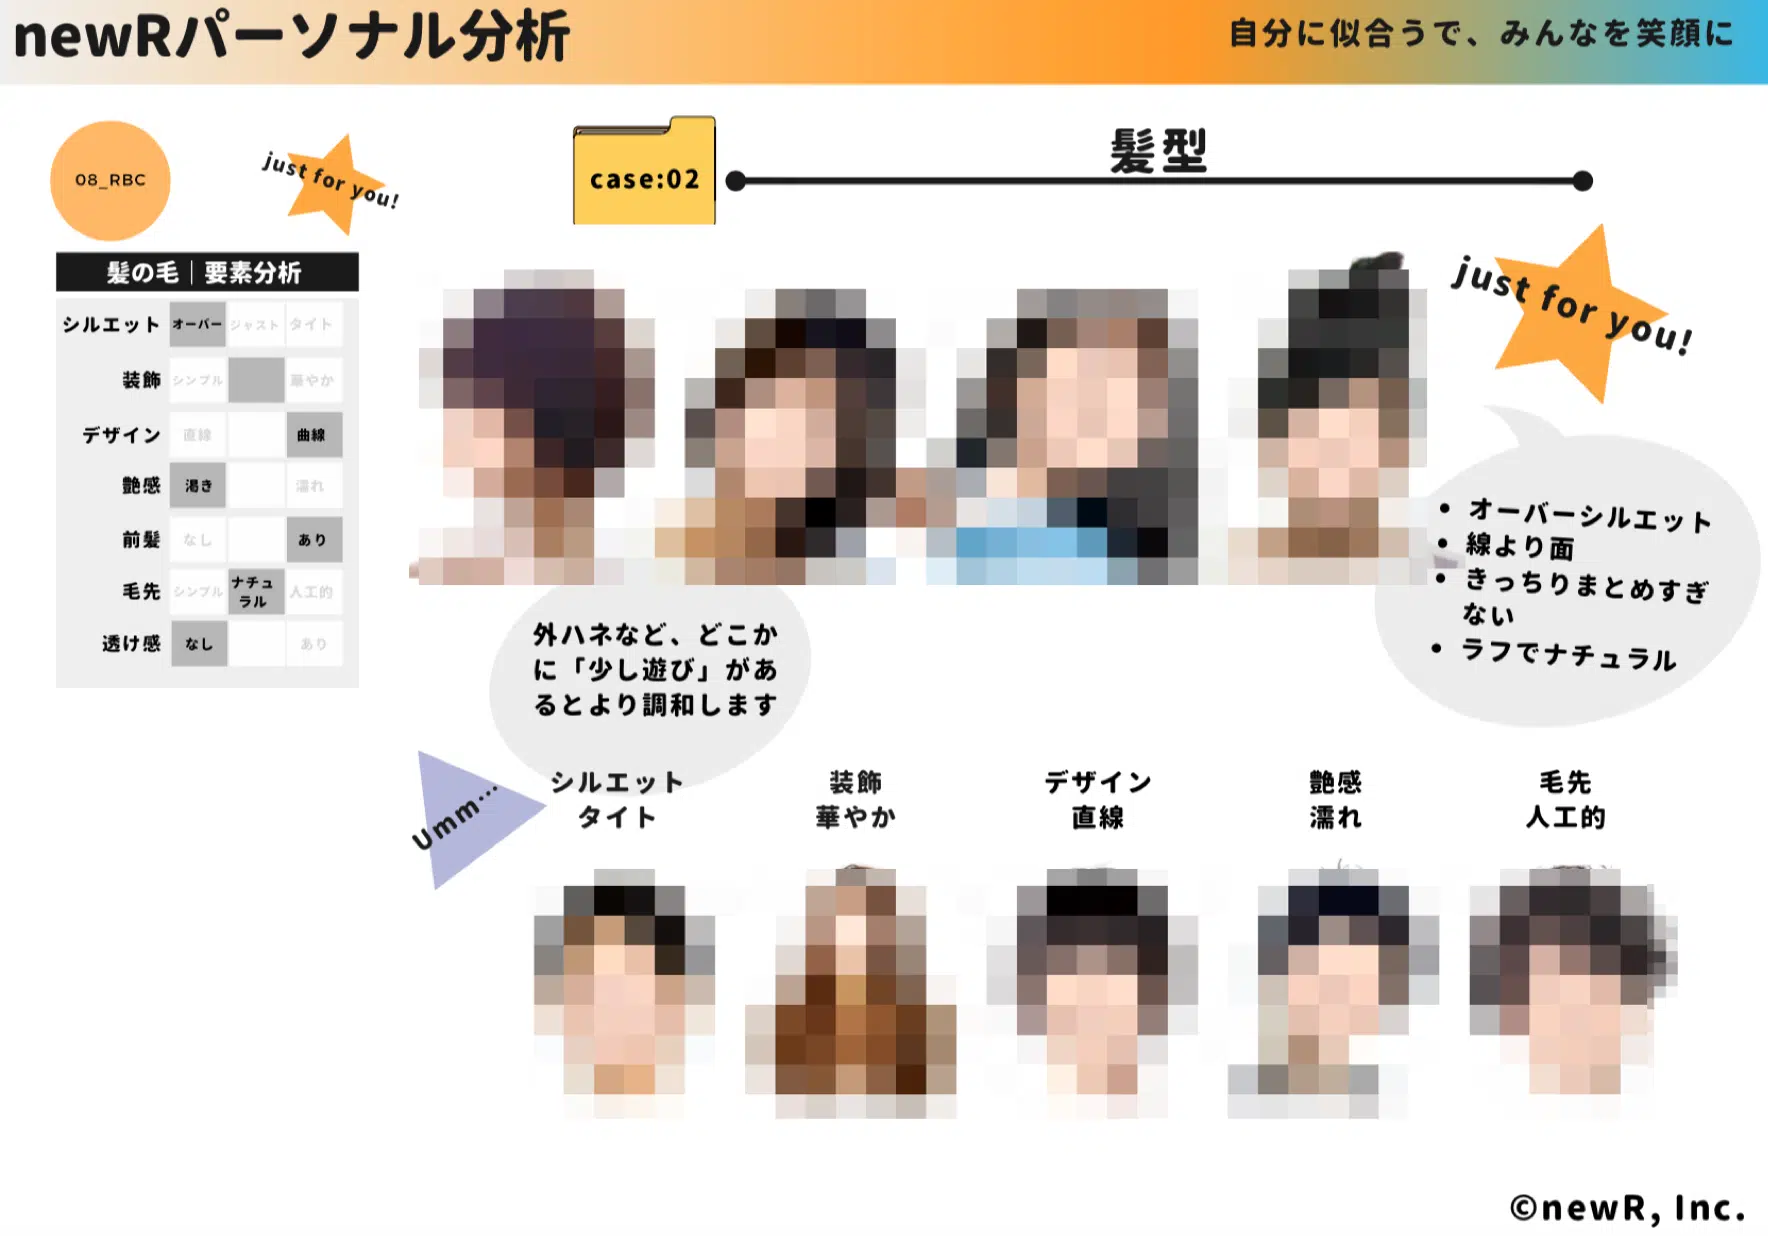 newRパーソナル分析
自分に似合うで、みんなを笑顔に
08_RBC
just for you!
case:02
髪型
just for you!
髪の毛｜要素分析
シルエット オーバー ジャスト タイト
装飾 シンプル 華やか
デザイン 直線 曲線
艶感 渇き 濡れ
前髪 なし あり
毛先 シンプル ナチュ
ラル 人工的
透け感 なし あり
• オーバーシルエット
• 線より面
• きっちりまとめすぎ
ない
• ラフでナチュラル
外ハネなど、どこか
に「少し遊び」があ
るとより調和します
Umm…
シルエット
タイト
装飾
華やか
デザイン
直線
艶感
濡れ
毛先
人工的
©newR, Inc.